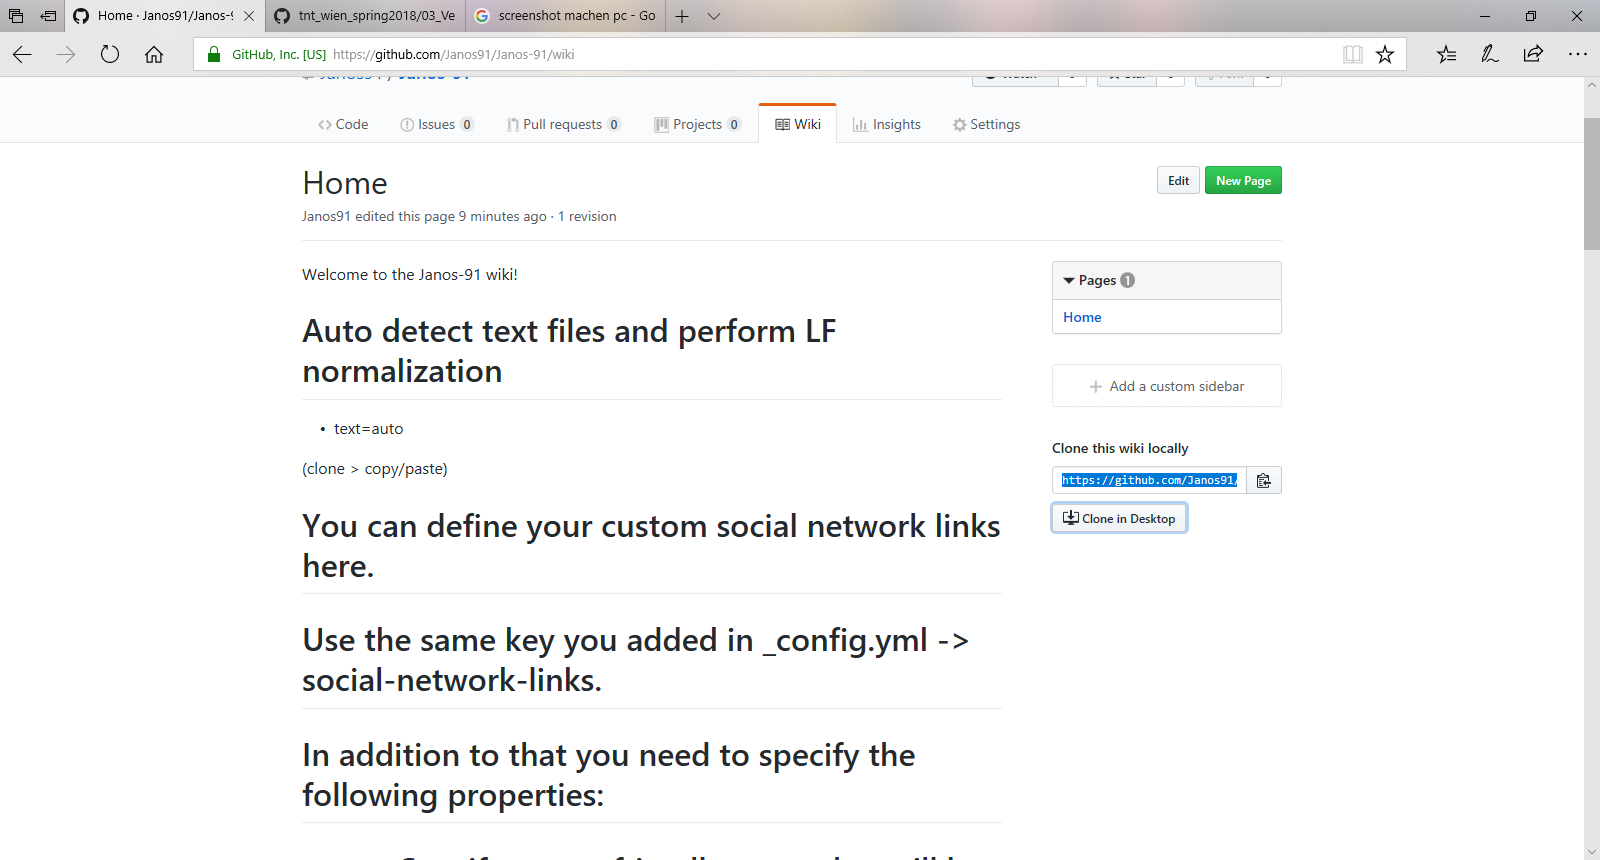 Home · Janos91/Janos-9
tnt_wien_spring2018/03_Ve
screenshot machen pc - Go
GitHub, Inc. [US] https://github.com/Janos91/Janos-91/wiki
Code
Issues 0
Pull requests 0
Projects 0
Wiki
Insights
Settings
Home
Edit
New Page
Janos91 edited this page 9 minutes ago · 1 revision
Welcome to the Janos-91 wiki!
Auto detect text files and perform LF
normalization
• text=auto
(clone > copy/paste)
You can define your custom social network links
here.
Use the same key you added in _config.yml ->
social-network-links.
In addition to that you need to specify the
following properties:
Pages 1
Home
Add a custom sidebar
Clone this wiki locally
https://github.com/Janos91/
Clone in Desktop